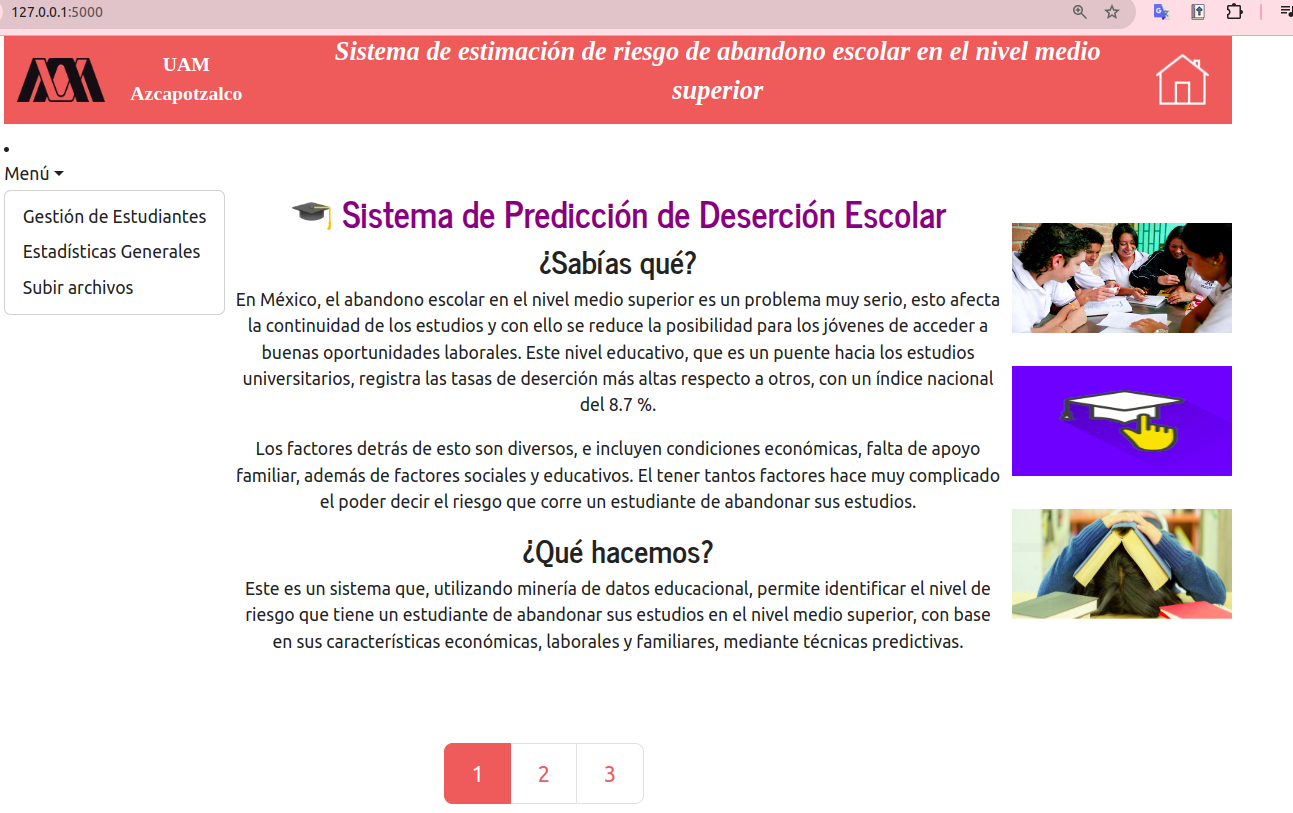 127.0.0.1:5000
UAM
Azcapotzalco
Sistema de estimación de riesgo de abandono escolar en el nivel medio
superior
Menú
Gestión de Estudiantes
Estadísticas Generales
Subir archivos
Sistema de Predicción de Deserción Escolar
¿Sabías qué?
En México, el abandono escolar en el nivel medio superior es un problema muy serio, esto afecta
la continuidad de los estudios y con ello se reduce la posibilidad para los jóvenes de acceder a
buenas oportunidades laborales. Este nivel educativo, que es un puente hacia los estudios
universitarios, registra las tasas de deserción más altas respecto a otros, con un índice nacional
del 8.7 %.
Los factores detrás de esto son diversos, e incluyen condiciones económicas, falta de apoyo
familiar, además de factores sociales y educativos. El tener tantos factores hace muy complicado
el poder decir el riesgo que corre un estudiante de abandonar sus estudios.
¿Qué hacemos?
Este es un sistema que, utilizando minería de datos educacional, permite identificar el nivel de
riesgo que tiene un estudiante de abandonar sus estudios en el nivel medio superior, con base
en sus características económicas, laborales y familiares, mediante técnicas predictivas.
1 2 3